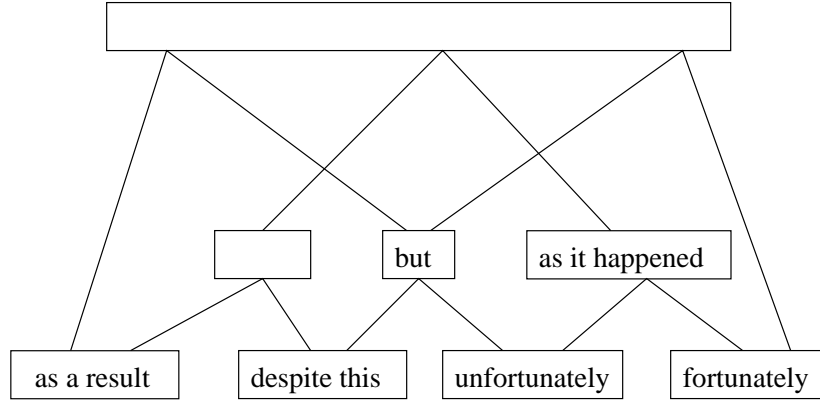 but
as it happened
as a result
despite this
unfortunately
fortunately